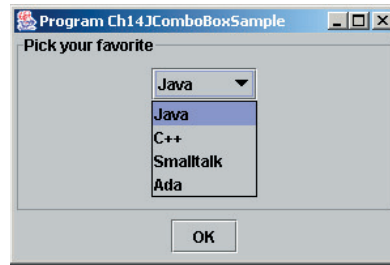 Program Ch14JComboBoxSample
Pick your favorite
Java
Java
C++
Smalltalk
Ada
OK